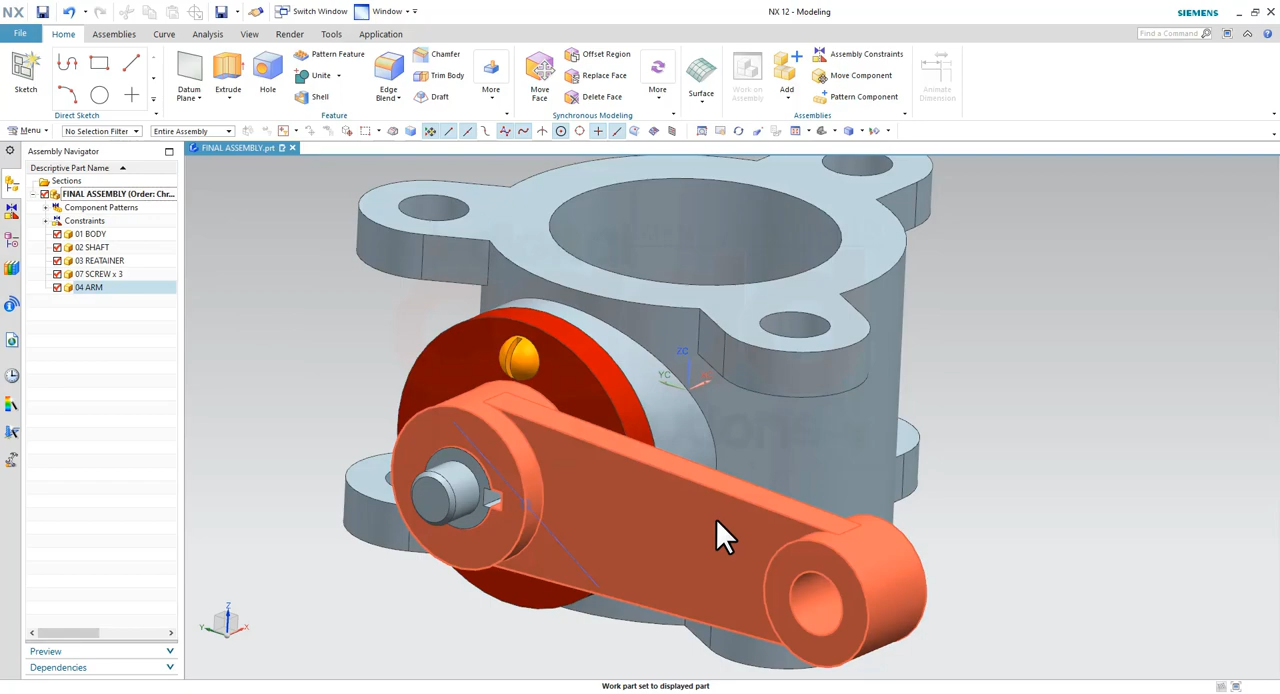 NX
Switch Window
Window
NX 12 - Modeling
SIEMENS
File
Home
Assemblies
Curve
Analysis
View
Render
Tools
Application
Find a Command
Sketch
Direct Sketch
Datum Plane
Extrude
Hole
Pattern Feature
Unite
Shell
Edge Blend
Chamfer
Trim Body
Draft
More
Feature
Move Face
Offset Region
Replace Face
Delete Face
More
Synchronous Modeling
Surface
Work on Assembly
Add
Assembly Constraints
Move Component
Pattern Component
Assemblies
Animate Dimension
Menu
No Selection Filter
Entire Assembly
Assembly Navigator
FINAL ASSEMBLY.prt
Descriptive Part Name
Sections
FINAL ASSEMBLY (Order: Chr...
Component Patterns
Constraints
01 BODY
02 SHAFT
03 REATAINER
07 SCREW x 3
04 ARM
ZC
YC
Z
Y
X
Preview
Dependencies
Work part set to displayed part